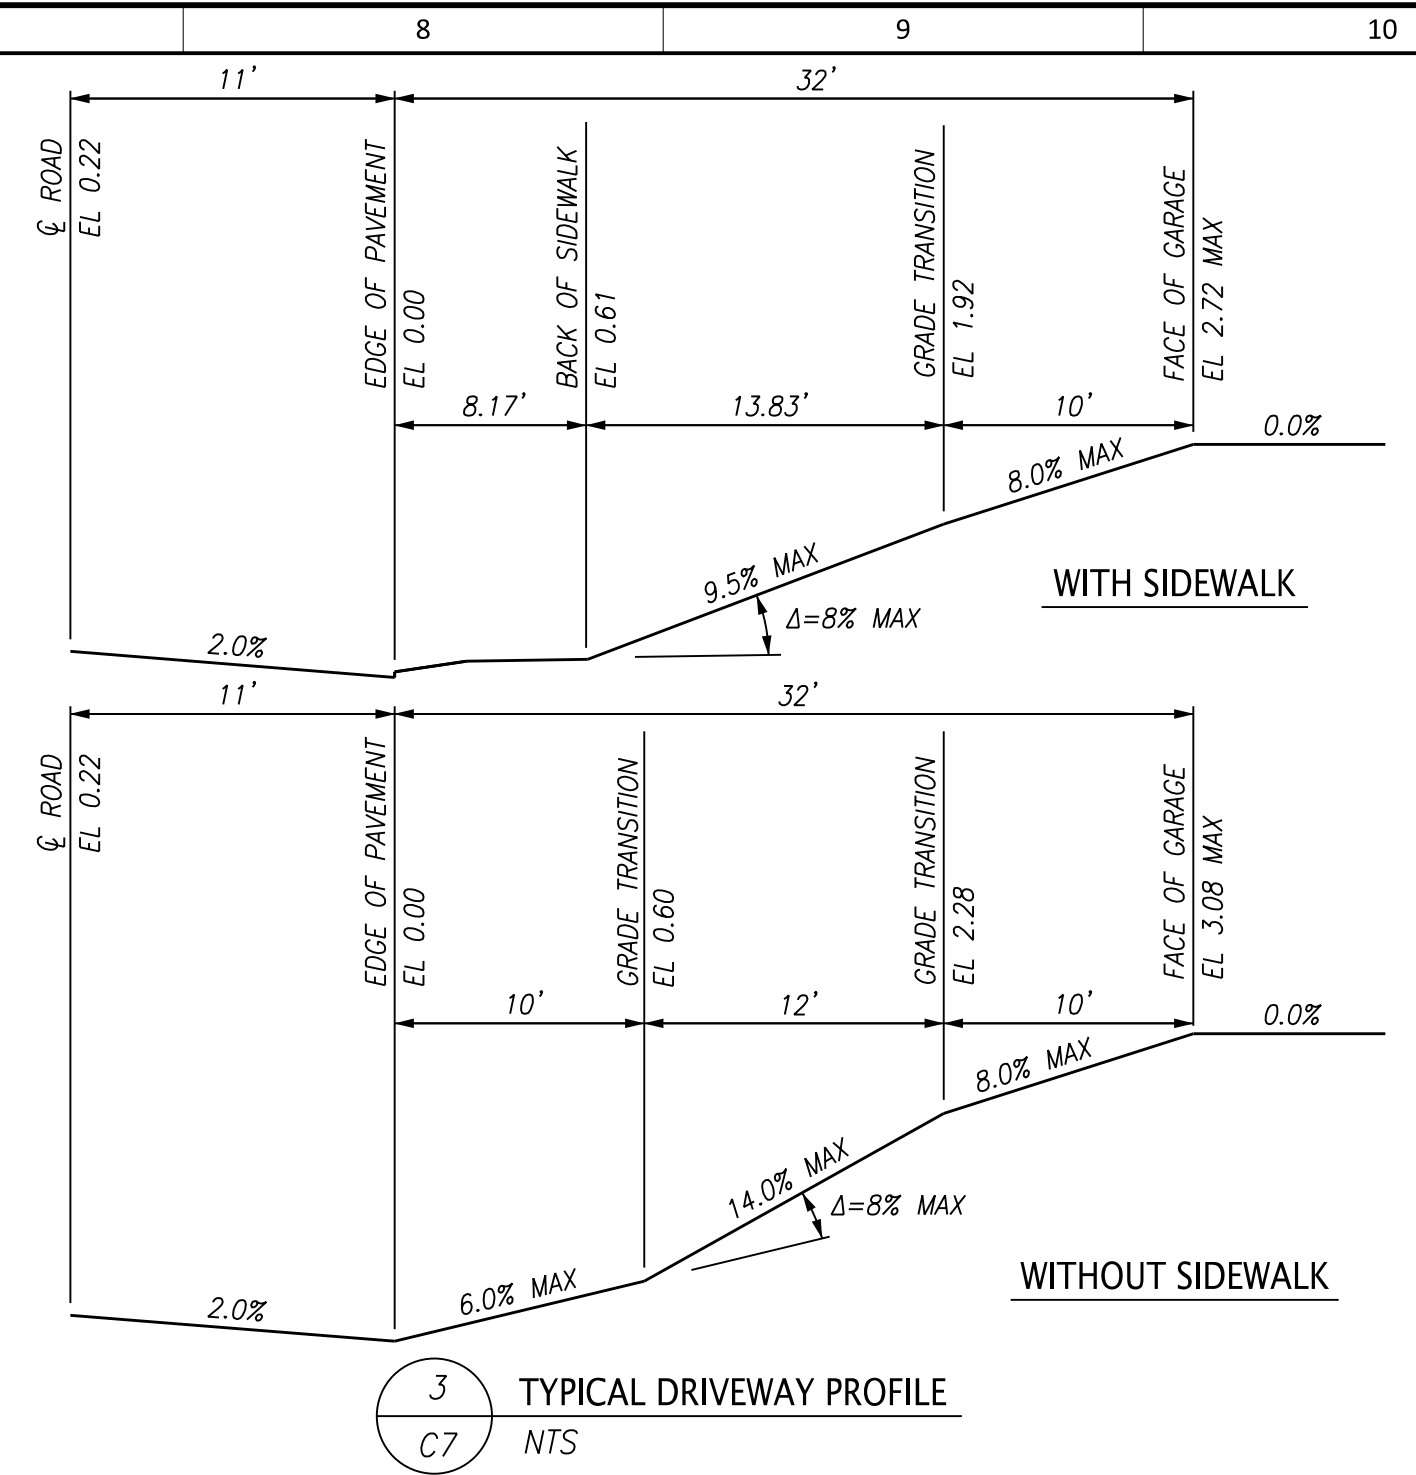 8 9 10
11' 32'
℄ ROAD
EL 0.22
EDGE OF PAVEMENT
EL 0.00
BACK OF SIDEWALK
EL 0.61
GRADE TRANSITION
EL 1.92
FACE OF GARAGE
EL 2.72 MAX
8.17' 13.83' 10'
0.0%
8.0% MAX
9.5% MAX
Δ=8% MAX
WITH SIDEWALK
2.0%
11' 32'
℄ ROAD
EL 0.22
EDGE OF PAVEMENT
EL 0.00
GRADE TRANSITION
EL 0.60
GRADE TRANSITION
EL 2.28
FACE OF GARAGE
EL 3.08 MAX
10' 12' 10'
0.0%
8.0% MAX
14.0% MAX
Δ=8% MAX
WITHOUT SIDEWALK
6.0% MAX
2.0%
3
C7
TYPICAL DRIVEWAY PROFILE
NTS